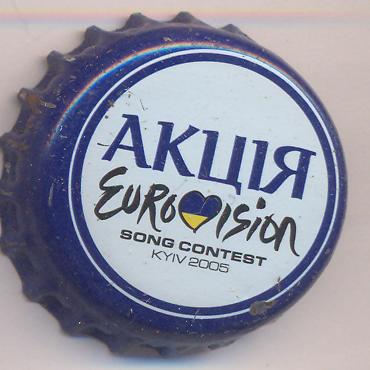 АКЦІЯ
EUROVISION
SONG CONTEST
KYIV 2005